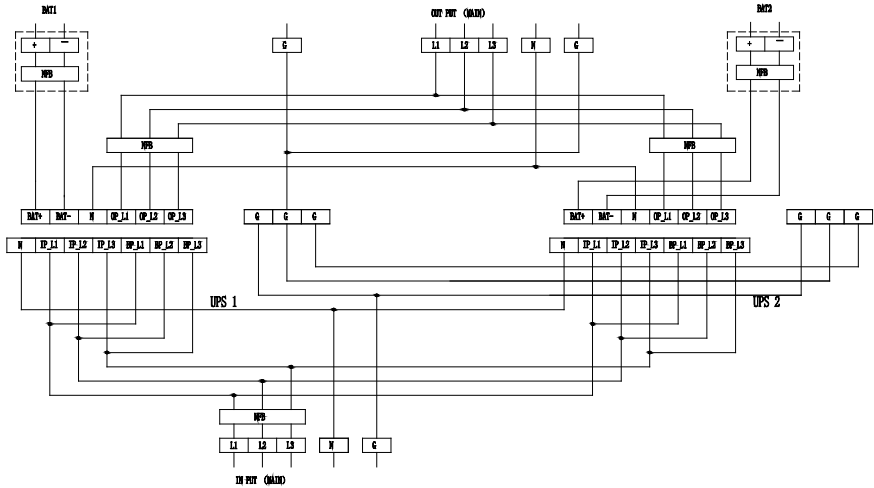 BAT1 OUT PUT (MAIN) BAT2
+ — G L1 L2 L3 N G + —
NFB NFB
NFB NFB
BAT+ BAT- N OP_L1 OP_L2 OP_L3 G G G BAT+ BAT- N OP_L1 OP_L2 OP_L3 G G G
N IP_L1 IP_L2 IP_L3 BP_L1 BP_L2 BP_L3 N IP_L1 IP_L2 IP_L3 BP_L1 BP_L2 BP_L3
UPS 1 UPS 2
NFB
L1 L2 L3 N G
IN PUT (MAIN)